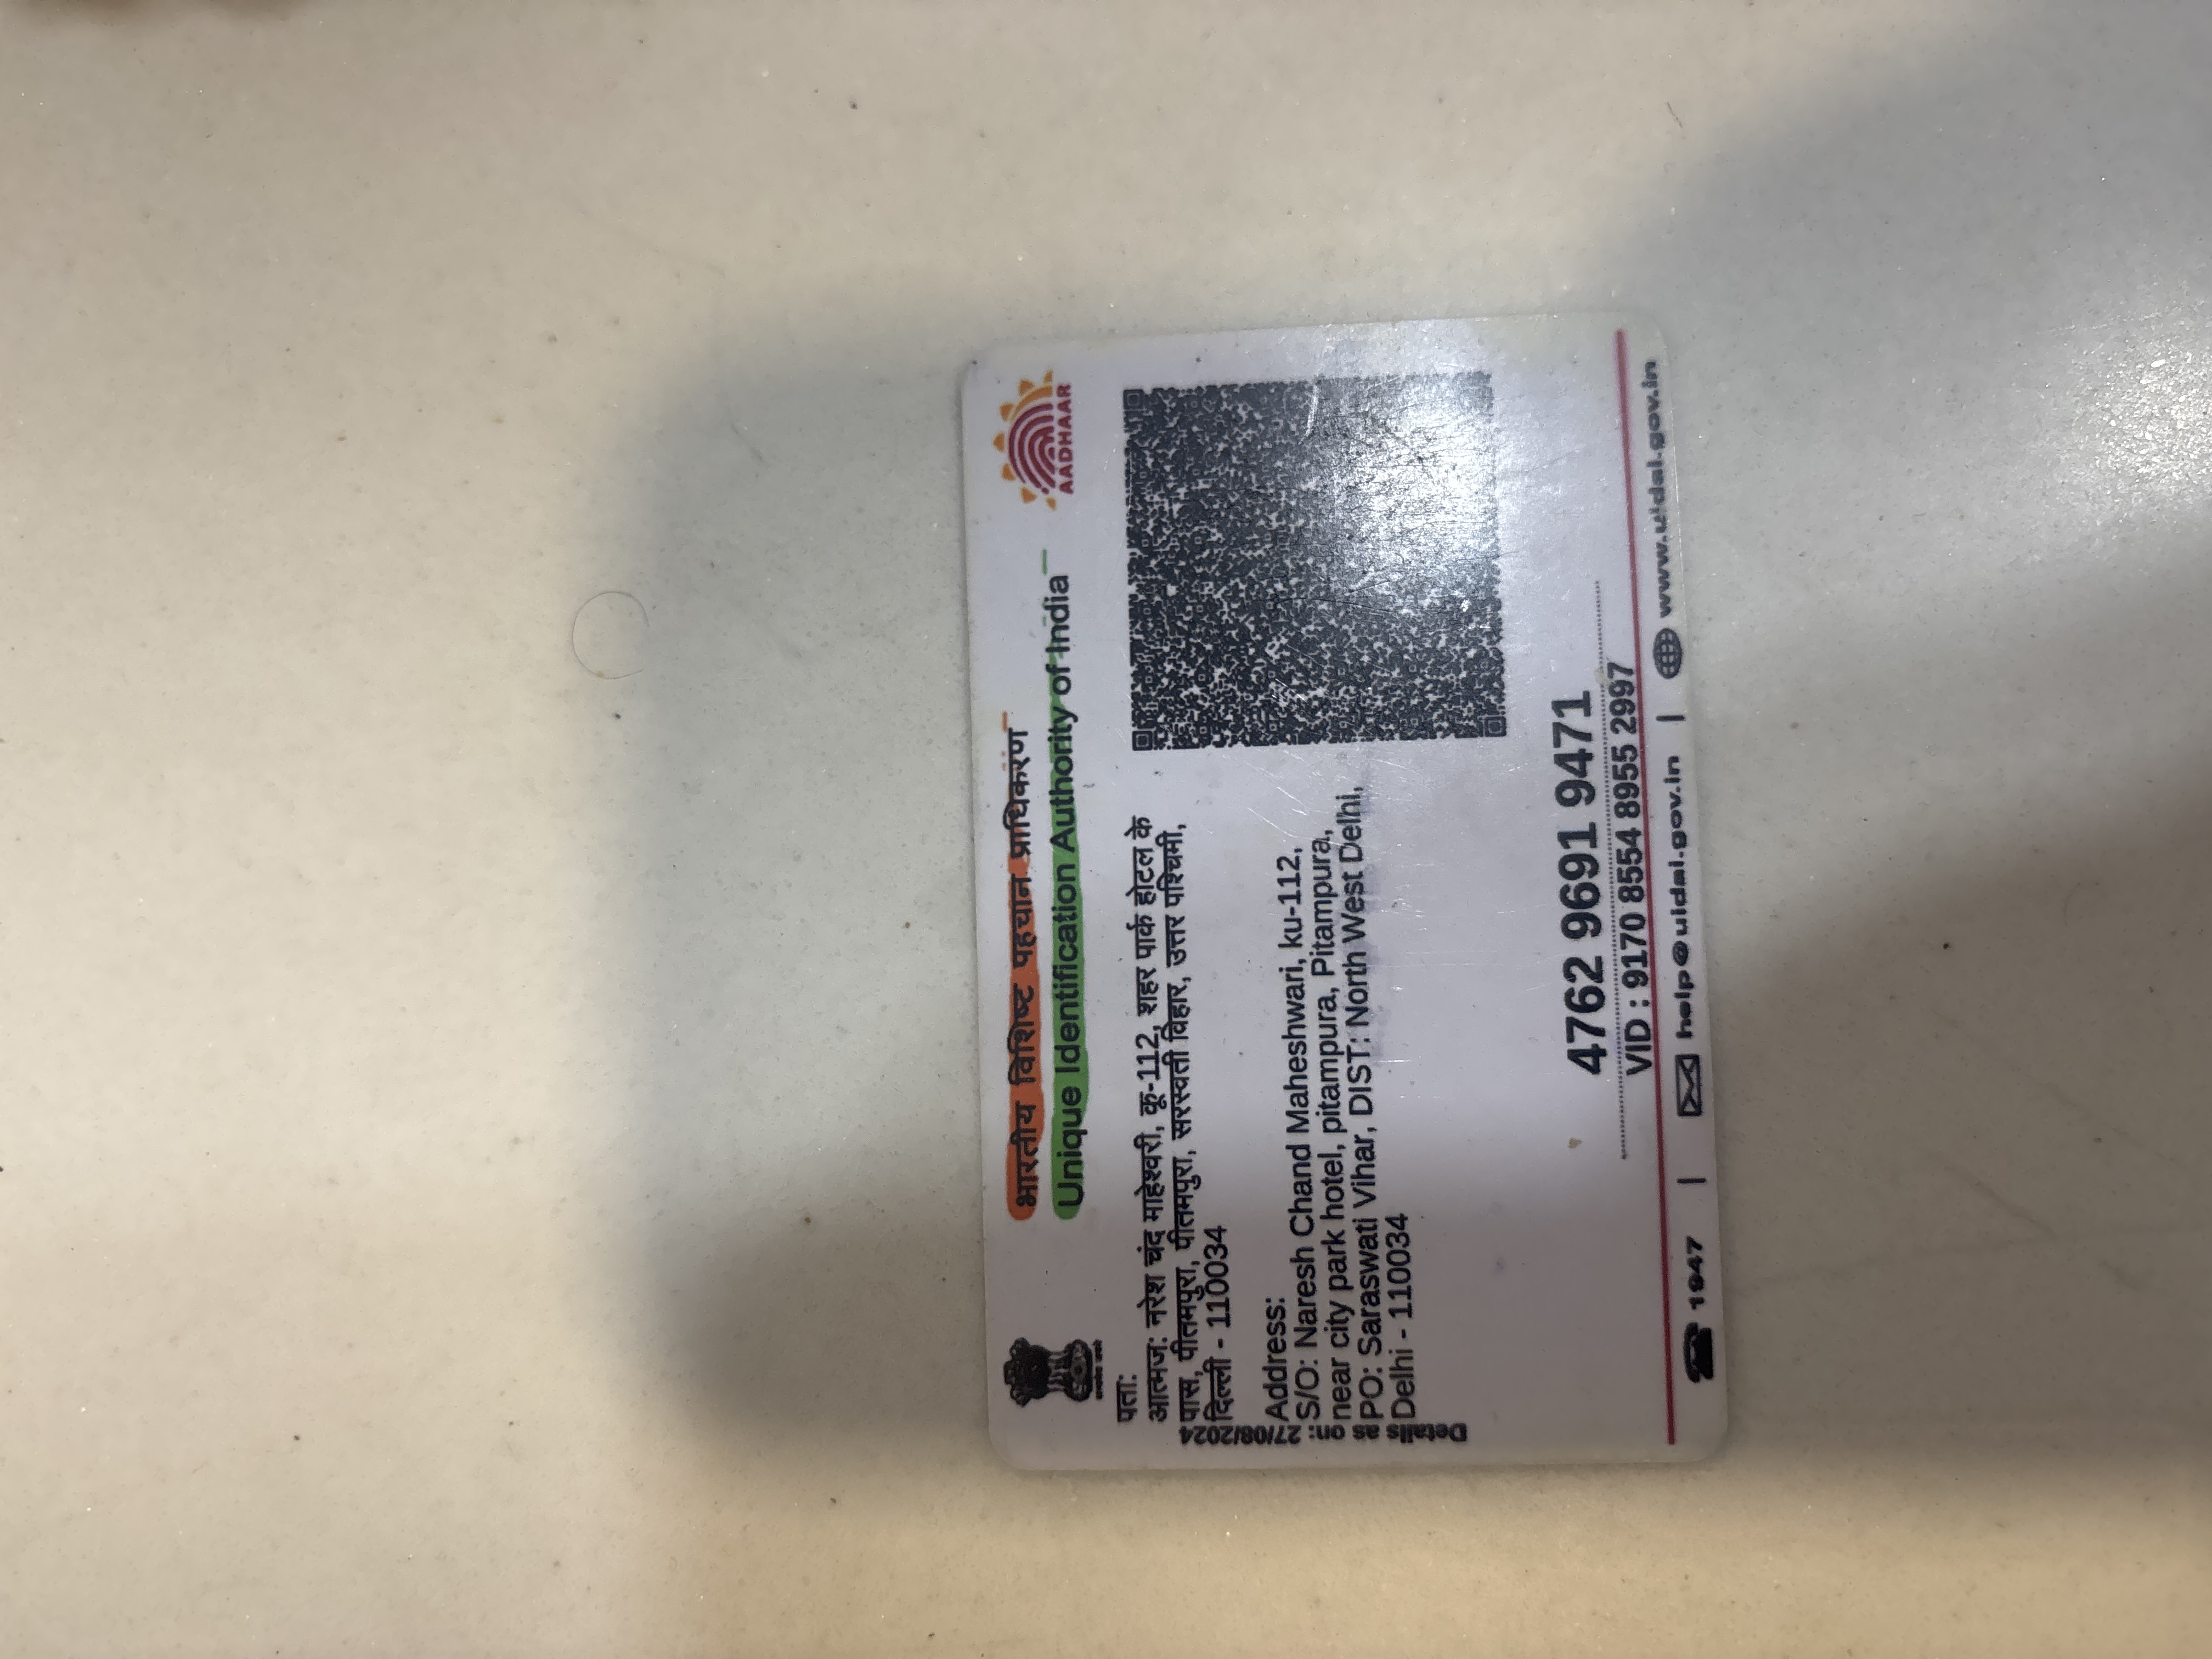 भारतीय विशिष्ट पहचान प्राधिकरण
Unique Identification Authority of India
AADHAAR
पता:
आत्मज: नरेश चंद माहेश्वरी, कू-112, शहर पार्क होटल के
पास, पीतमपुरा, पीतमपुरा, सरस्वती विहार, उत्तर पश्चिमी,
दिल्ली - 110034
Address:
S/O: Naresh Chand Maheshwari, ku-112,
near city park hotel, pitampura, Pitampura,
PO: Saraswati Vihar, DIST: North West Delhi,
Delhi - 110034
Details as on: 27/08/2024
4762 9691 9471
VID : 9170 8554 8955 2997
1947 | help@uidai.gov.in | www.uidai.gov.in